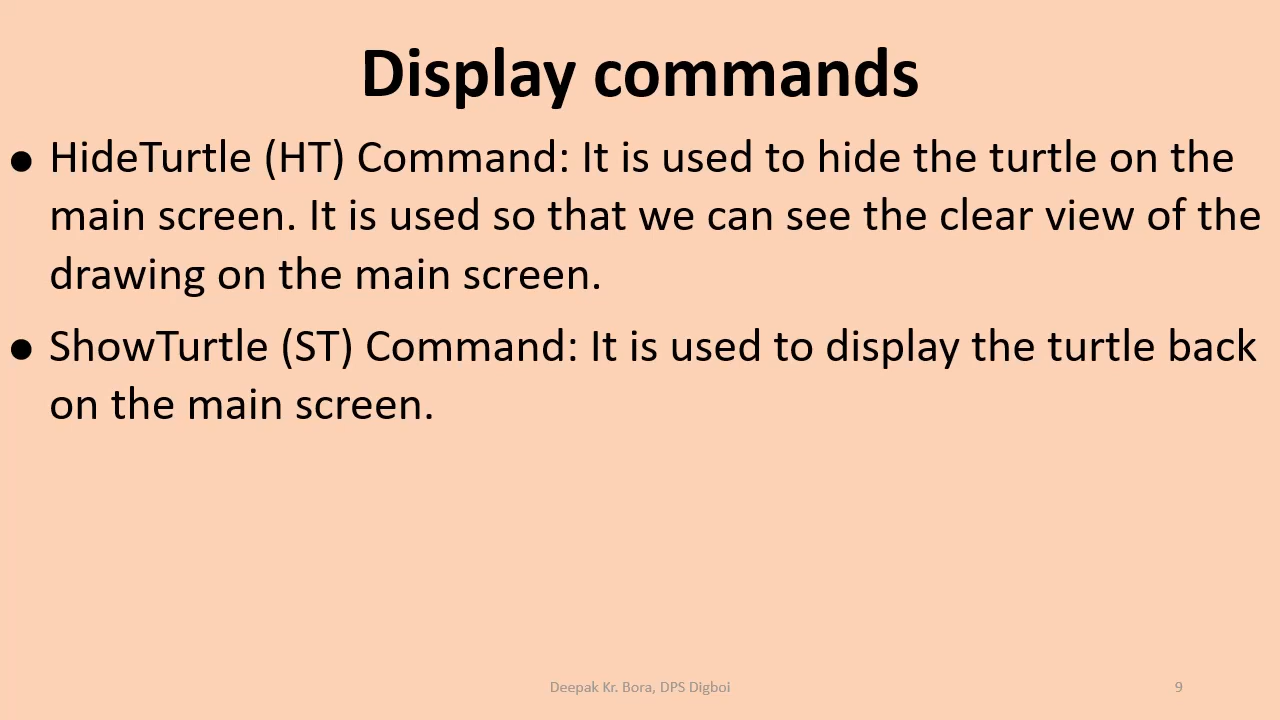 Display commands
● HideTurtle (HT) Command: It is used to hide the turtle on the
main screen. It is used so that we can see the clear view of the
drawing on the main screen.
● ShowTurtle (ST) Command: It is used to display the turtle back
on the main screen.
Deepak Kr. Bora, DPS Digboi
9